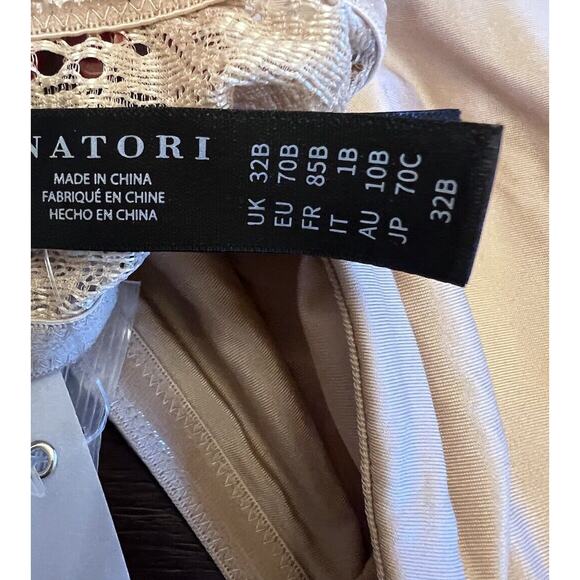 NATORI
MADE IN CHINA
FABRIQUÉ EN CHINE
HECHO EN CHINA
UK 32B
EU 70B
FR 85B
IT 1B
AU 10B
JP 70C
32B